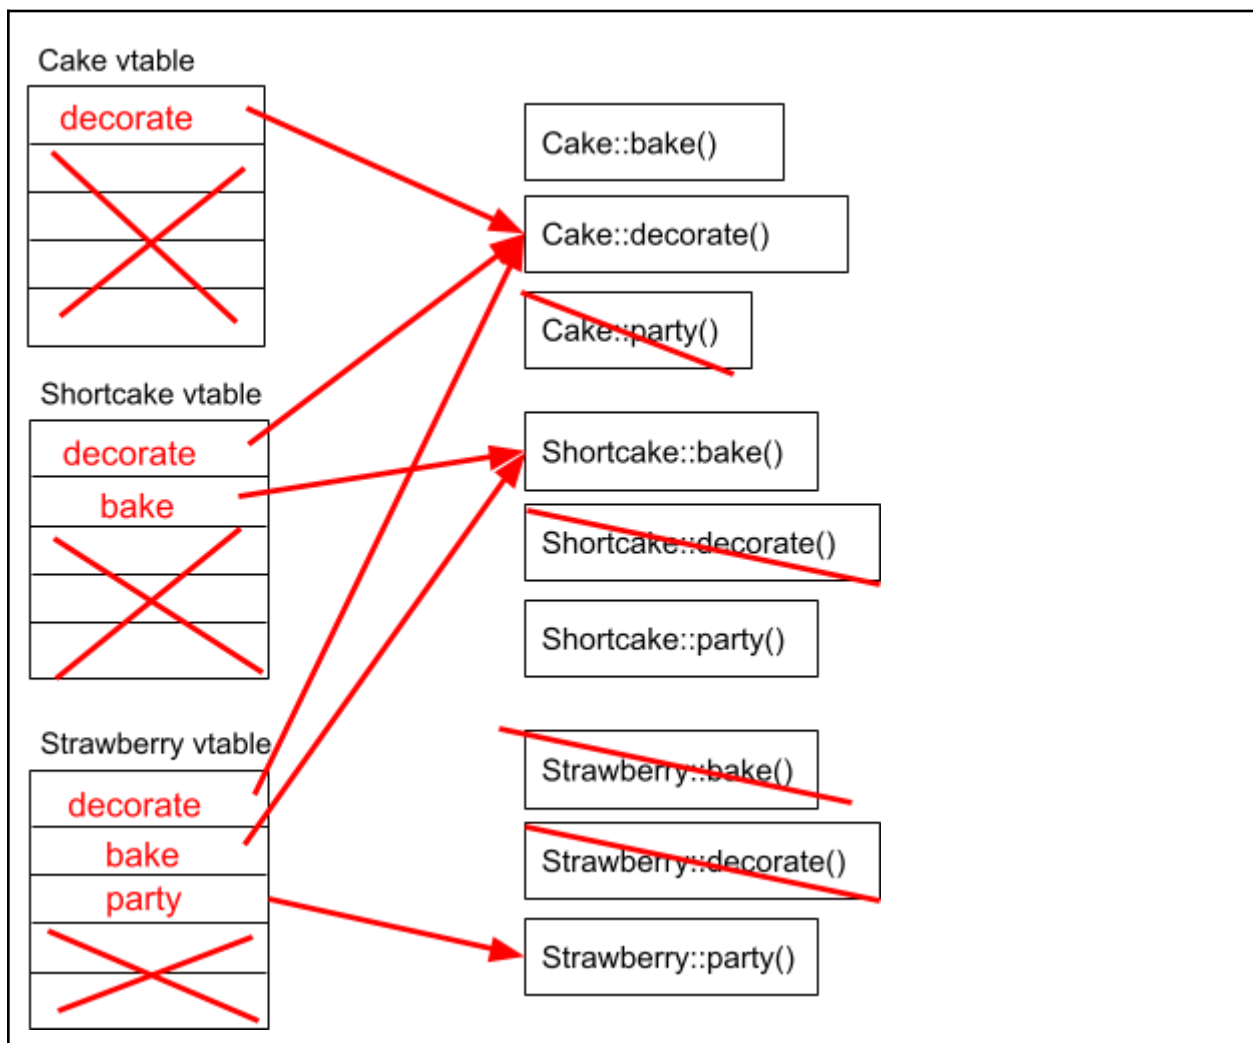 Cake vtable
decorate
Cake::bake()
Cake::decorate()
Cake::party()
Shortcake vtable
decorate
bake
Shortcake::bake()
Shortcake::decorate()
Shortcake::party()
Strawberry vtable
decorate
bake
party
Strawberry::bake()
Strawberry::decorate()
Strawberry::party()